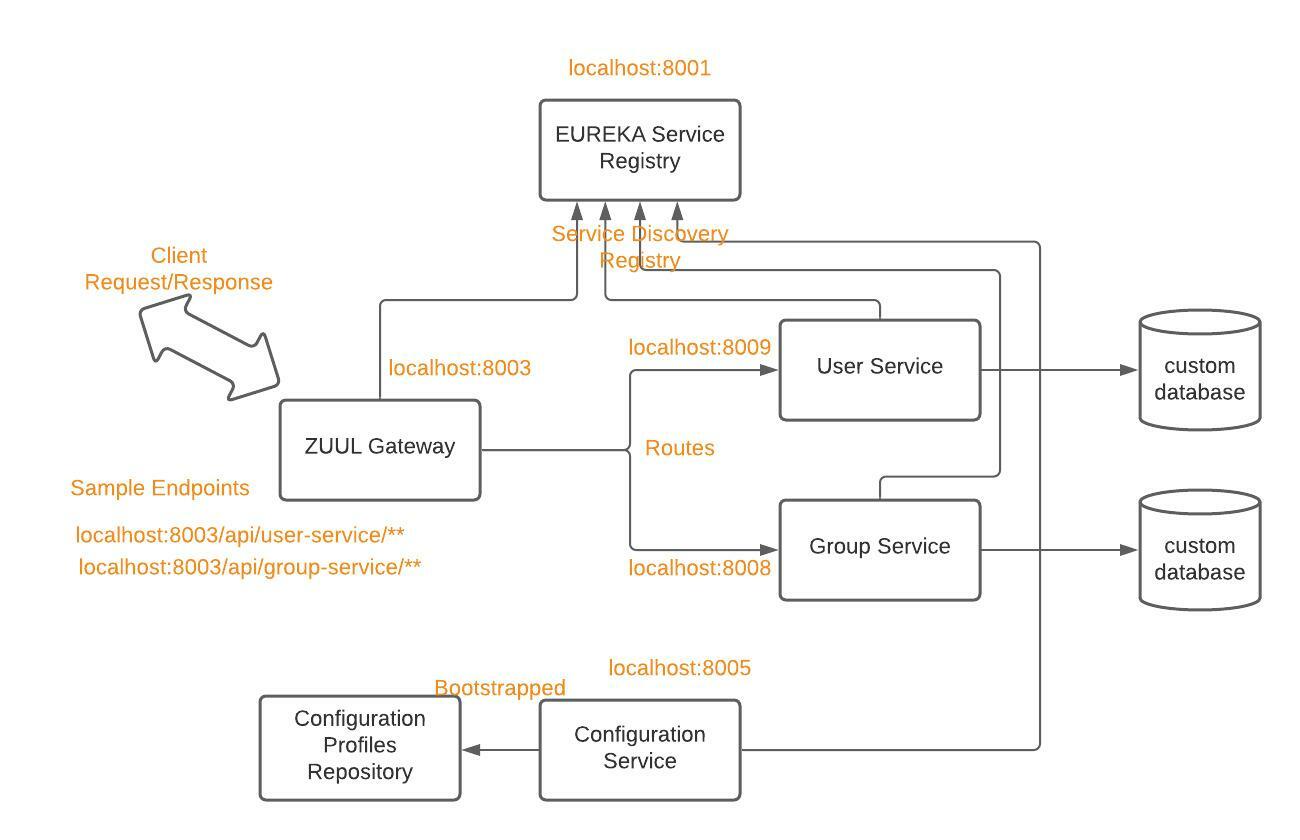 localhost:8001
EUREKA Service
Registry
Service Discovery
Registry
Client
Request/Response
localhost:8003
localhost:8009
User Service
custom
database
ZUUL Gateway
Routes
Sample Endpoints
localhost:8003/api/user-service/**
localhost:8003/api/group-service/**
Group Service
localhost:8008
custom
database
localhost:8005
Bootstrapped
Configuration
Profiles
Repository
Configuration
Service